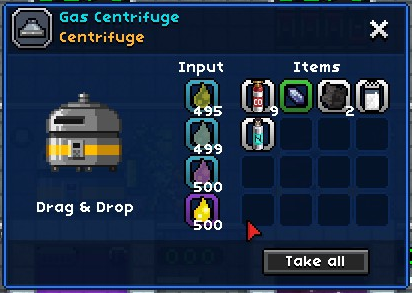 Gas Centrifuge
Centrifuge
Input
Items
495
9
2
499
500
500
Drag & Drop
Take all